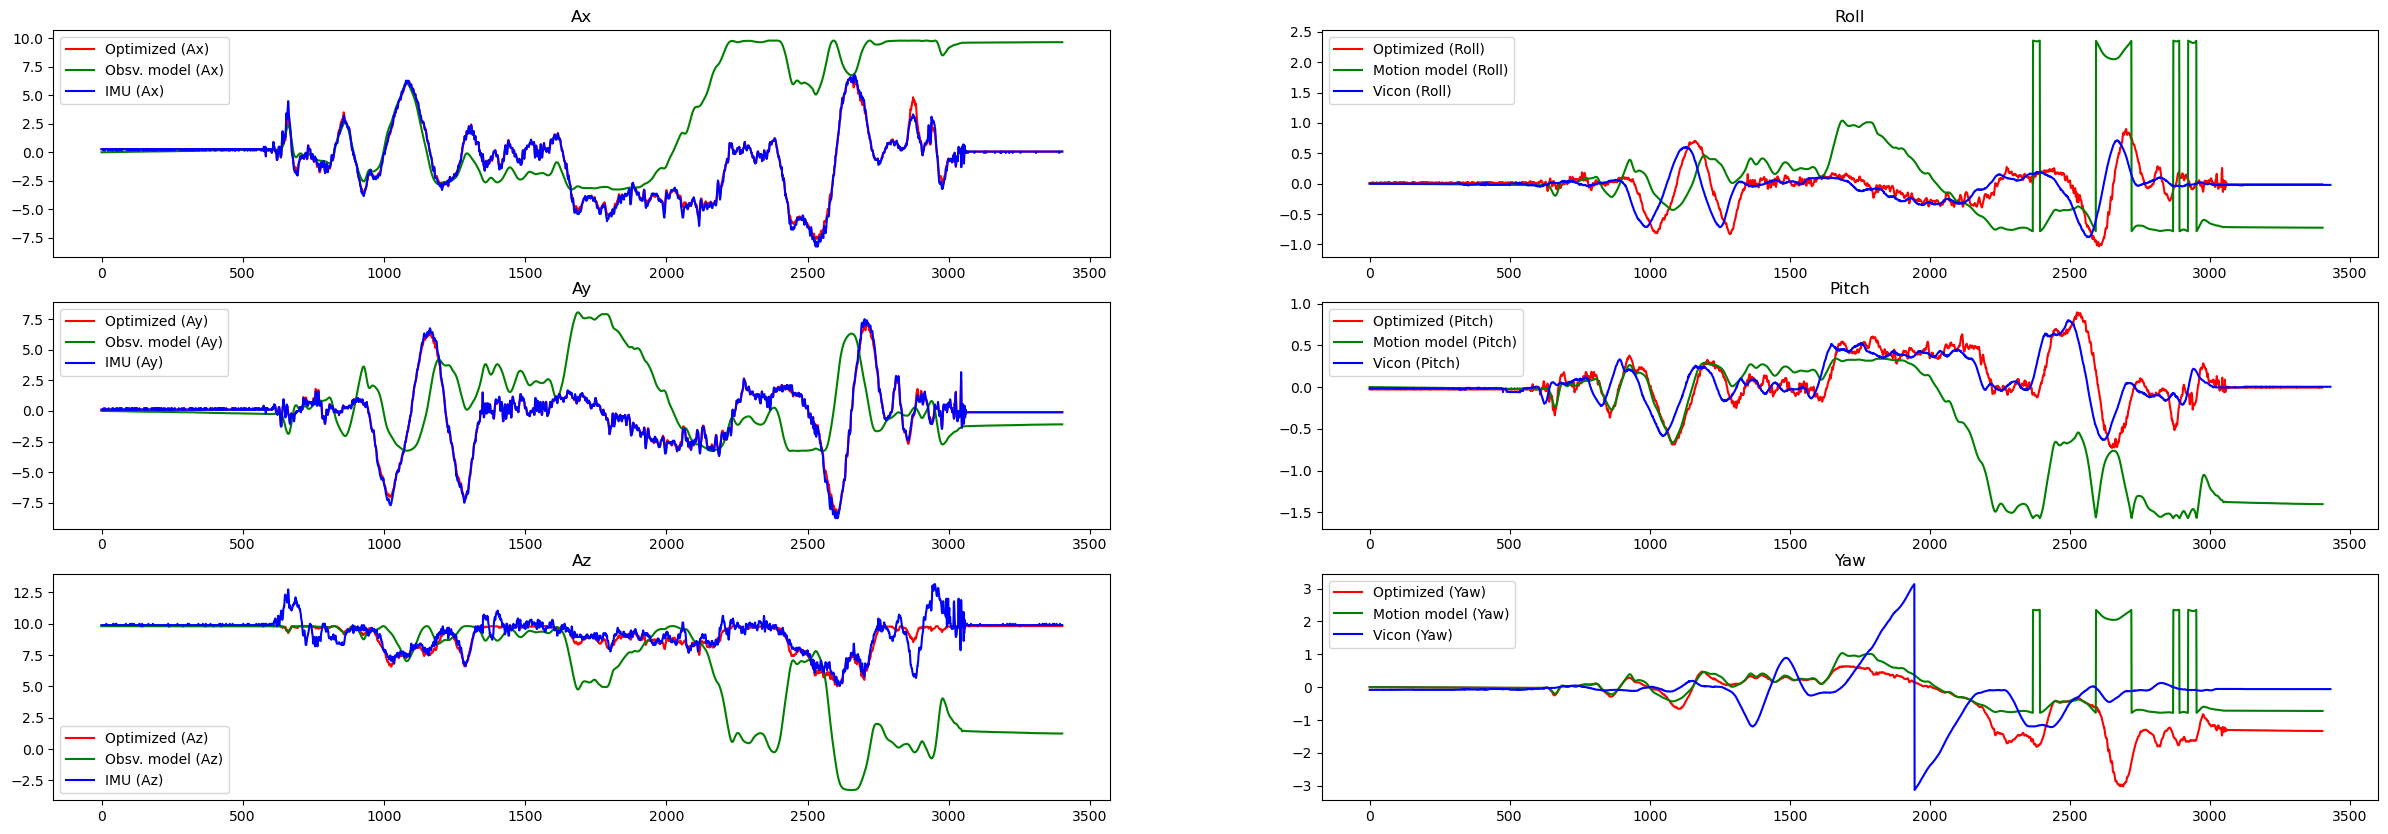 Ax
Optimized (Ax)
Obsv. model (Ax)
IMU (Ax)
10.0
7.5
5.0
2.5
0.0
−2.5
−5.0
−7.5
0 500 1000 1500 2000 2500 3000 3500
Roll
Optimized (Roll)
Motion model (Roll)
Vicon (Roll)
2.5
2.0
1.5
1.0
0.5
0.0
−0.5
−1.0
0 500 1000 1500 2000 2500 3000 3500
Ay
Optimized (Ay)
Obsv. model (Ay)
IMU (Ay)
7.5
5.0
2.5
0.0
−2.5
−5.0
−7.5
0 500 1000 1500 2000 2500 3000 3500
Pitch
Optimized (Pitch)
Motion model (Pitch)
Vicon (Pitch)
1.0
0.5
0.0
−0.5
−1.0
−1.5
0 500 1000 1500 2000 2500 3000 3500
Az
12.5
10.0
7.5
5.0
2.5
0.0
−2.5
Optimized (Az)
Obsv. model (Az)
IMU (Az)
0 500 1000 1500 2000 2500 3000 3500
Yaw
Optimized (Yaw)
Motion model (Yaw)
Vicon (Yaw)
3
2
1
0
−1
−2
−3
0 500 1000 1500 2000 2500 3000 3500